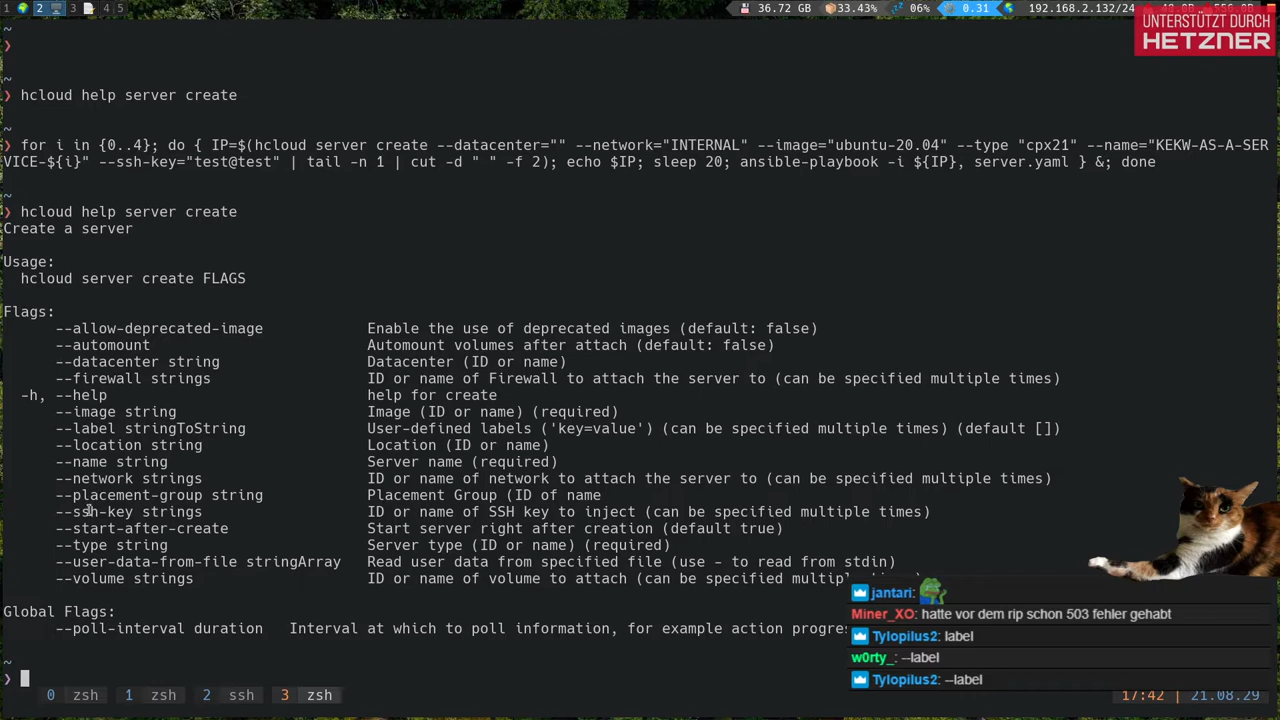 1 2 3 4 5 36.72 GB 33.43% 06% 0.31 192.168.2.132/24
UNTERSTÜTZT DURCH
HETZNER
~
❯
~
❯ hcloud help server create
~
❯ for i in {0..4}; do { IP=$(hcloud server create --datacenter="" --network="INTERNAL" --image="ubuntu-20.04" --type "cpx21" --name="KEKW-AS-A-SER
VICE-${i}" --ssh-key="test@test" | tail -n 1 | cut -d " " -f 2); echo $IP; sleep 20; ansible-playbook -i ${IP}, server.yaml } &; done
~
❯ hcloud help server create
Create a server
Usage:
hcloud server create FLAGS
Flags:
--allow-deprecated-image Enable the use of deprecated images (default: false)
--automount Automount volumes after attach (default: false)
--datacenter string Datacenter (ID or name)
--firewall strings ID or name of Firewall to attach the server to (can be specified multiple times)
-h, --help help for create
--image string Image (ID or name) (required)
--label stringToString User-defined labels ('key=value') (can be specified multiple times) (default [])
--location string Location (ID or name)
--name string Server name (required)
--network strings ID or name of network to attach the server to (can be specified multiple times)
--placement-group string Placement Group (ID of name
--ssh-key strings ID or name of SSH key to inject (can be specified multiple times)
--start-after-create Start server right after creation (default true)
--type string Server type (ID or name) (required)
--user-data-from-file stringArray Read user data from specified file (use - to read from stdin)
--volume strings ID or name of volume to attach (can be specified
Global Flags:
--poll-interval duration Interval at which to poll information, for example action
~
❯
jantari:
Miner_XO: hatte vor dem rip schon 503 fehler gehabt
Tylopilus2: label
w0rty_: --label
Tylopilus2: --label
0 zsh 1 zsh 2 ssh 3 zsh 17:42 | 21.08.29